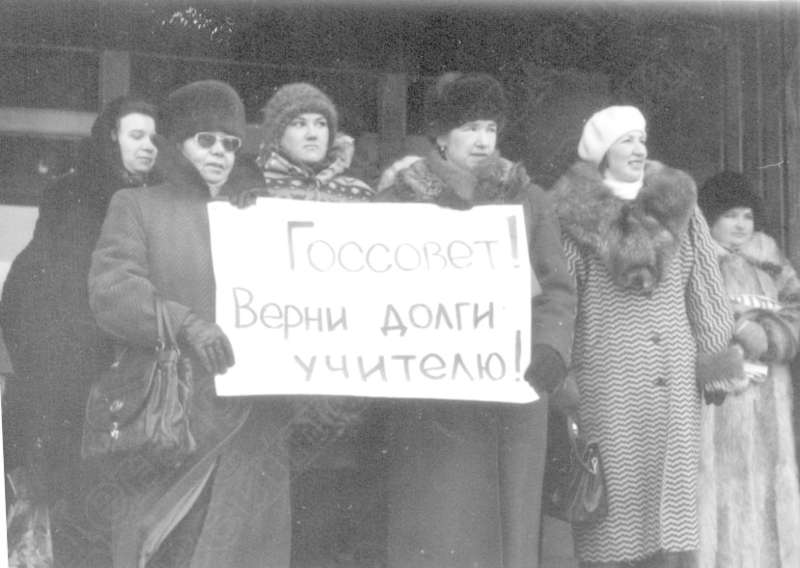 Госсовет!
Верни долги
учителю!